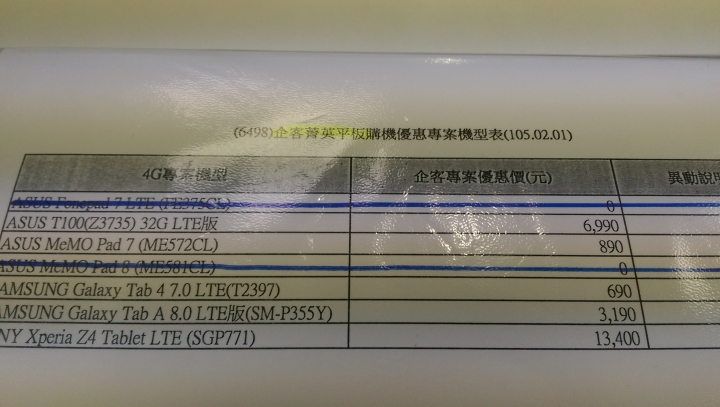 (6498)企客菁英平板購機優惠專案機型表(105.02.01)
4G專案機型 企客專案優惠價(元) 異動說明
ASUS Fonepad 7 LTE (FE375CL) 0
ASUS T100(Z3735) 32G LTE版 6,990
ASUS MeMO Pad 7 (ME572CL) 890
ASUS MeMO Pad 8 (ME581CL) 0
AMSUNG Galaxy Tab 4 7.0 LTE(T2397) 690
AMSUNG Galaxy Tab A 8.0 LTE版(SM-P355Y) 3,190
NY Xperia Z4 Tablet LTE (SGP771) 13,400